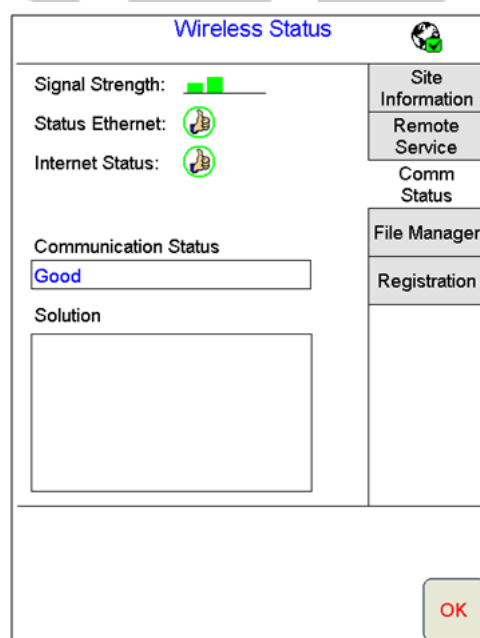 Wireless Status
Signal Strength:
Status Ethernet:
Internet Status:
Communication Status
Good
Solution
Site
Information
Remote
Service
Comm
Status
File Manager
Registration
OK